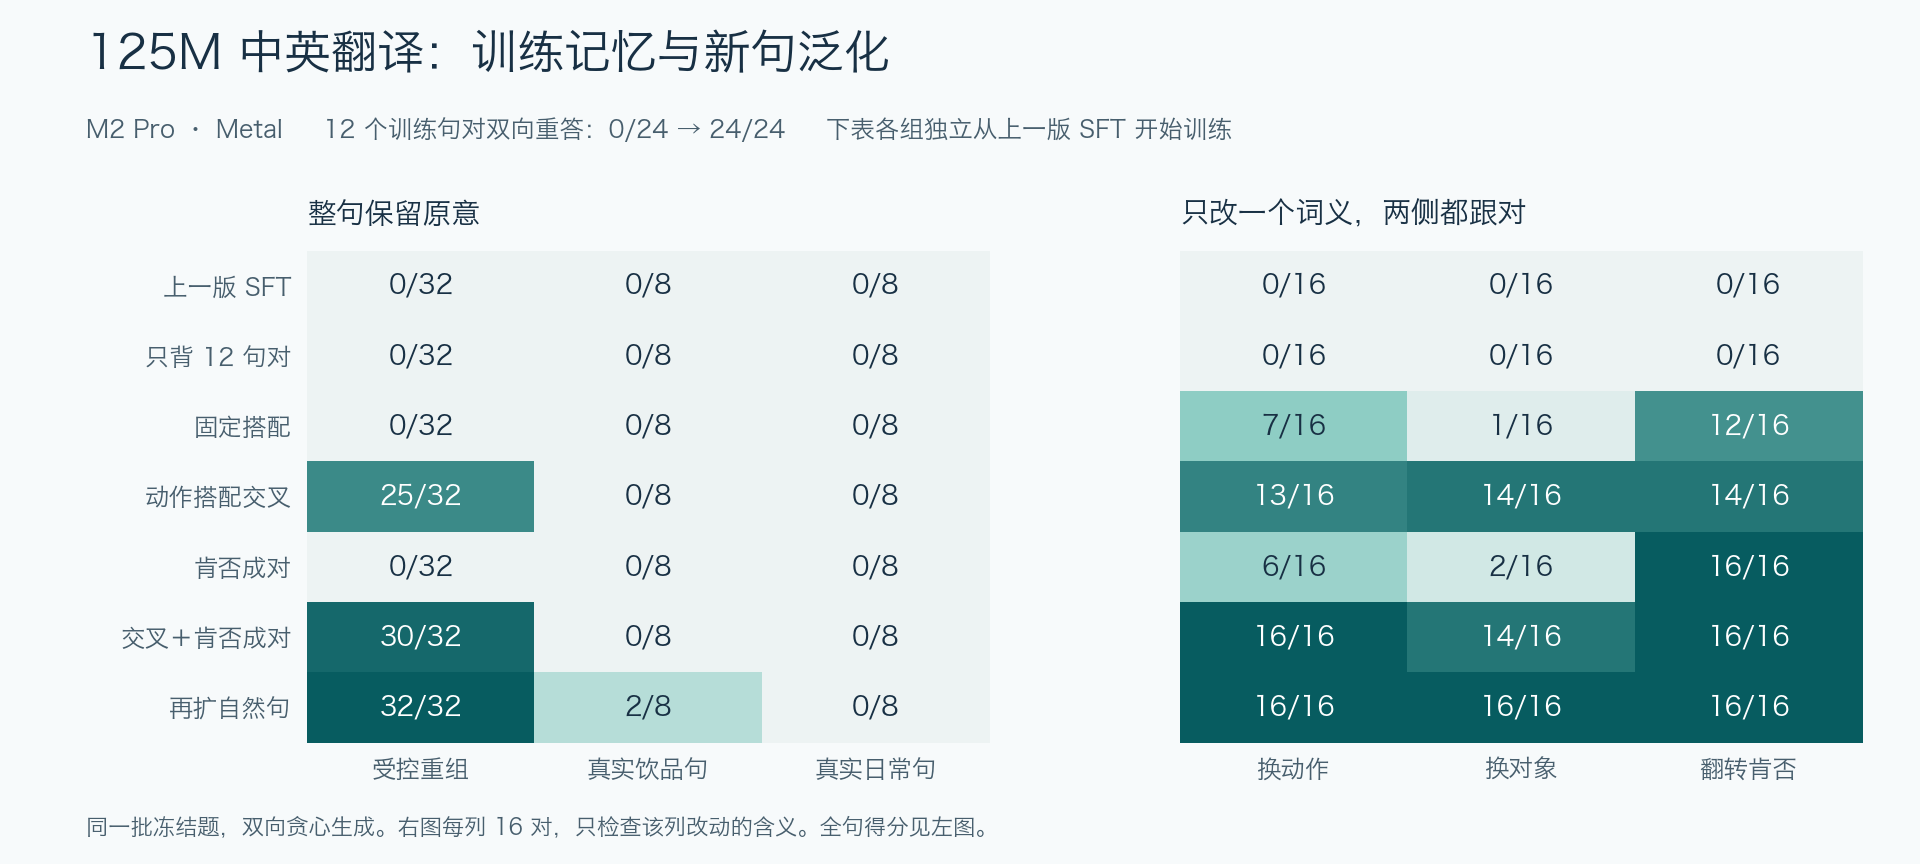 125M 中英翻译：训练记忆与新句泛化
M2 Pro · Metal 12 个训练句对双向重答：0/24 → 24/24 下表各组独立从上一版 SFT 开始训练
整句保留原意 只改一个词义，两侧都跟对
上一版 SFT 0/32 0/8 0/8 0/16 0/16 0/16
只背 12 句对 0/32 0/8 0/8 0/16 0/16 0/16
固定搭配 0/32 0/8 0/8 7/16 1/16 12/16
动作搭配交叉 25/32 0/8 0/8 13/16 14/16 14/16
肯否成对 0/32 0/8 0/8 6/16 2/16 16/16
交叉＋肯否成对 30/32 0/8 0/8 16/16 14/16 16/16
再扩自然句 32/32 2/8 0/8 16/16 16/16 16/16
受控重组 真实饮品句 真实日常句 换动作 换对象 翻转肯否
同一批冻结题，双向贪心生成。右图每列 16 对，只检查该列改动的含义。全句得分见左图。